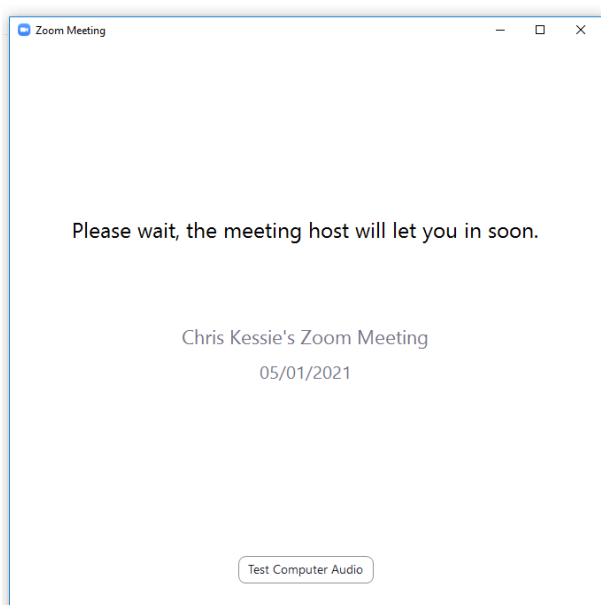 Zoom Meeting
Please wait, the meeting host will let you in soon.
Chris Kessie's Zoom Meeting
05/01/2021
Test Computer Audio